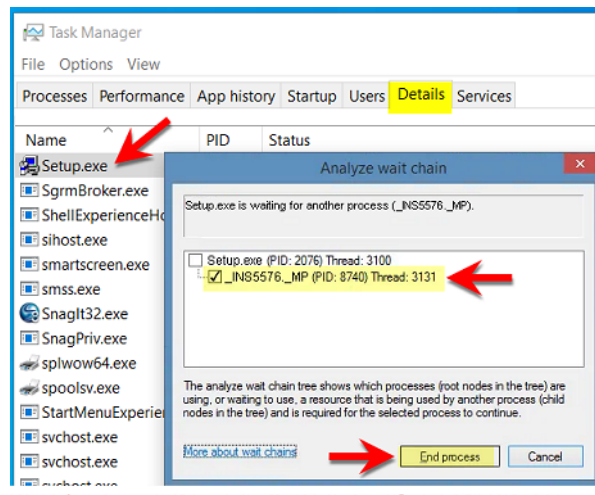 Task Manager
File Options View
Processes Performance App history Startup Users Details Services
Name PID Status
Setup.exe
SgrmBroker.exe
ShellExperienceHo
sihost.exe
smartscreen.exe
smss.exe
SnagIt32.exe
SnagPriv.exe
splwow64.exe
spoolsv.exe
StartMenuExperie
svchost.exe
svchost.exe
svchost.exe
Analyze wait chain
Setup.exe is waiting for another process (_INS5576._MP).
Setup.exe (PID: 2076) Thread: 3100
_INS5576._MP (PID: 8740) Thread: 3131
The analyze wait chain tree shows which processes (root nodes in the tree) are
using, or waiting to use, a resource that is being used by another process (child
nodes in the tree) and is required for the selected process to continue.
More about wait chains
End process Cancel